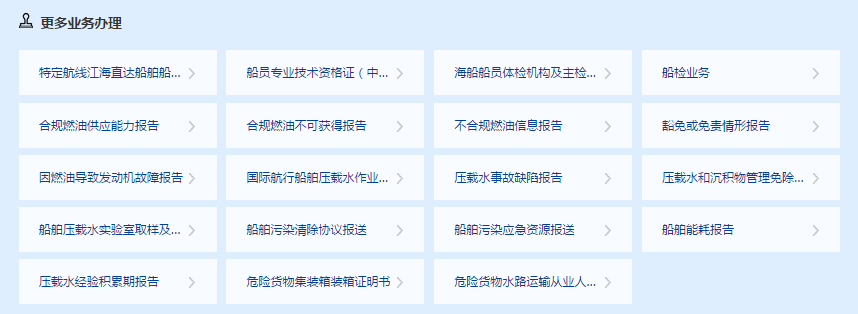 更多业务办理
特定航线江海直达船舶船...
船员专业技术资格证（中...
海船船员体检机构及主检...
船检业务
合规燃油供应能力报告
合规燃油不可获得报告
不合规燃油信息报告
豁免或免责情形报告
因燃油导致发动机故障报告
国际航行船舶压载水作业...
压载水事故缺陷报告
压载水和沉积物管理免除...
船舶压载水实验室取样及...
船舶污染清除协议报送
船舶污染应急资源报送
船舶能耗报告
压载水经验积累期报告
危险货物集装箱装箱证明书
危险货物水路运输从业人...